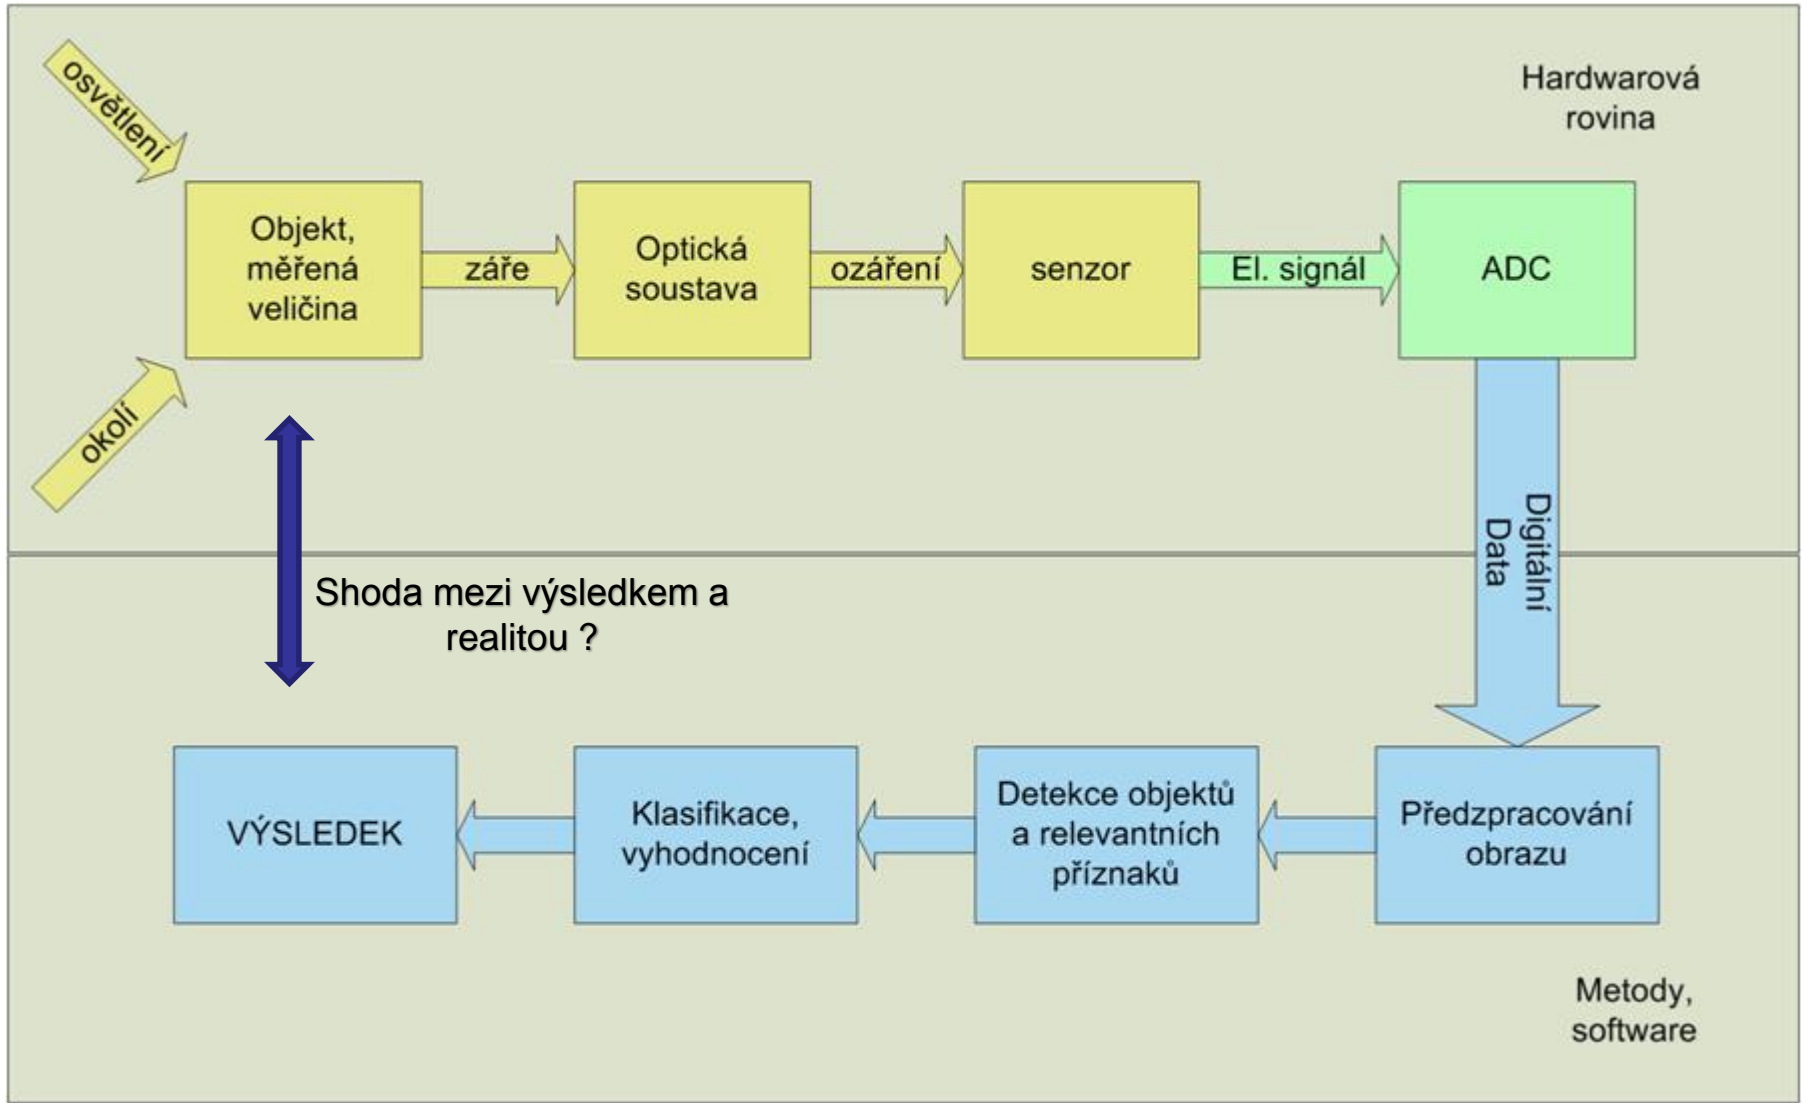 osvětlení
Hardwarová
rovina
Objekt,
měřená
veličina
záře
Optická
soustava
ozáření
senzor
El. signál
ADC
okolí
Digitální
Data
Shoda mezi výsledkem a
realitou ?
VÝSLEDEK
Klasifikace,
vyhodnocení
Detekce objektů
a relevantních
příznaků
Předzpracování
obrazu
Metody,
software